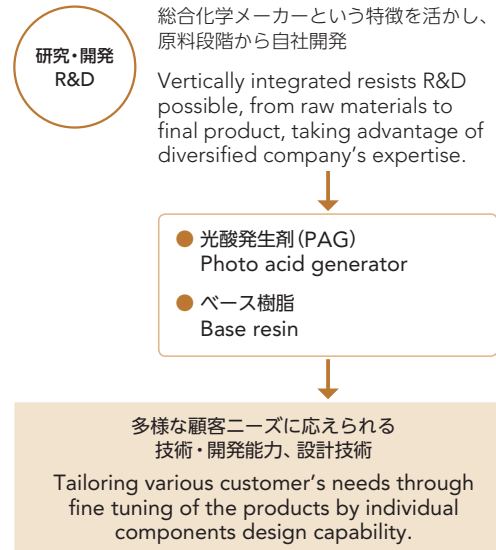 研究・開発
R&D
総合化学メーカーという特徴を活かし、
原料段階から自社開発
Vertically integrated resists R&D
possible, from raw materials to
final product, taking advantage of
diversified company's expertise.
光酸発生剤(PAG)
Photo acid generator
ベース樹脂
Base resin
多様な顧客ニーズに応えられる
技術・開発能力、設計技術
Tailoring various customer's needs through
fine tuning of the products by individual
components design capability.